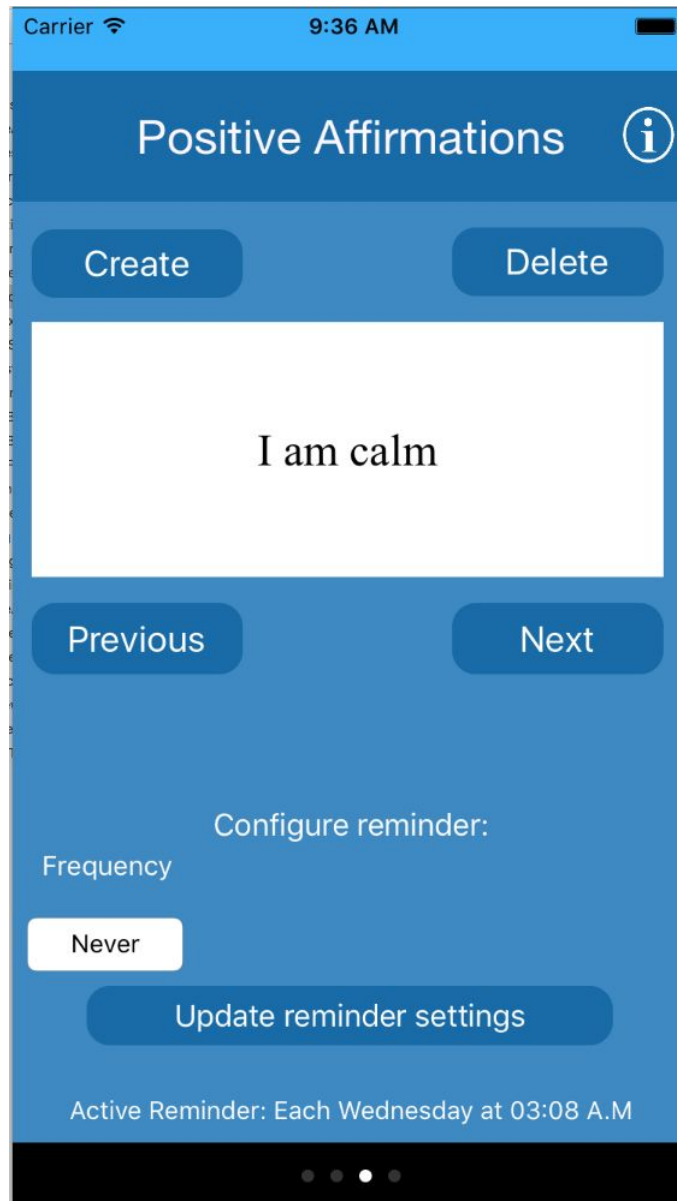 Carrier 9:36 AM
Positive Affirmations i
Create Delete
I am calm
Previous Next
Configure reminder:
Frequency
Never
Update reminder settings
Active Reminder: Each Wednesday at 03:08 A.M